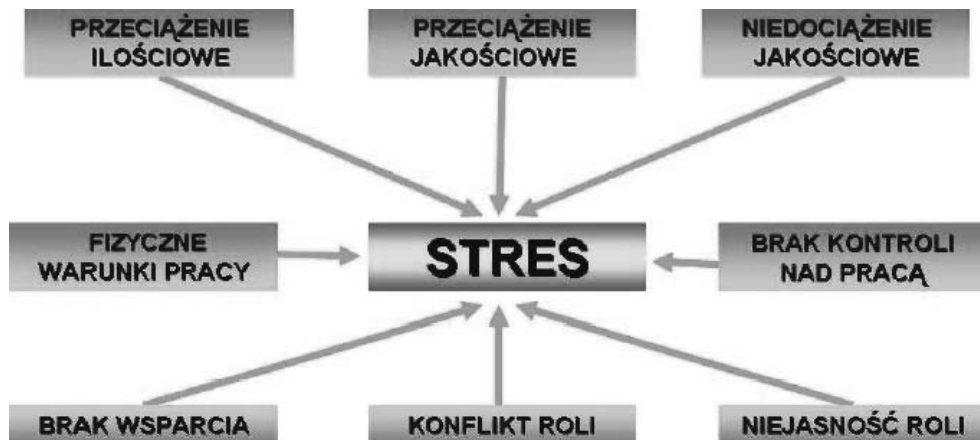 PRZECIĄŻENIE
ILOŚCIOWE
PRZECIĄŻENIE
JAKOŚCIOWE
NIEDOCIĄŻENIE
JAKOŚCIOWE
FIZYCZNE
WARUNKI PRACY
STRES
BRAK KONTROLI
NAD PRACĄ
BRAK WSPARCIA
KONFLIKT ROLI
NIEJASNOŚĆ ROLI